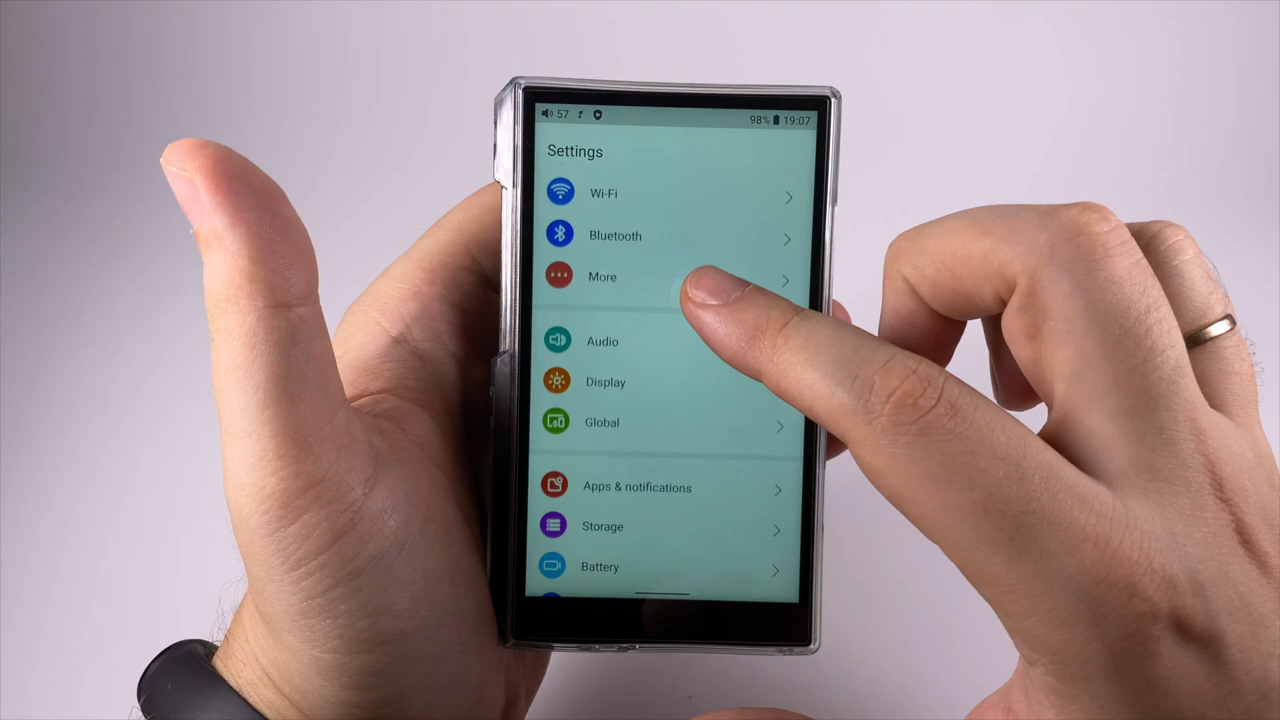 57
98% 19:07
Settings
Wi-Fi
Bluetooth
More
Audio
Display
Global
Apps & notifications
Storage
Battery